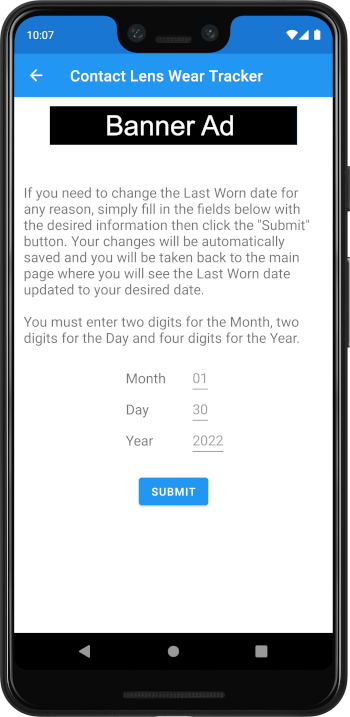 10:07
Contact Lens Wear Tracker
Banner Ad
If you need to change the Last Worn date for
any reason, simply fill in the fields below with
the desired information then click the "Submit"
button. Your changes will be automatically
saved and you will be taken back to the main
page where you will see the Last Worn date
updated to your desired date.
You must enter two digits for the Month, two
digits for the Day and four digits for the Year.
Month 01
Day 30
Year 2022
SUBMIT